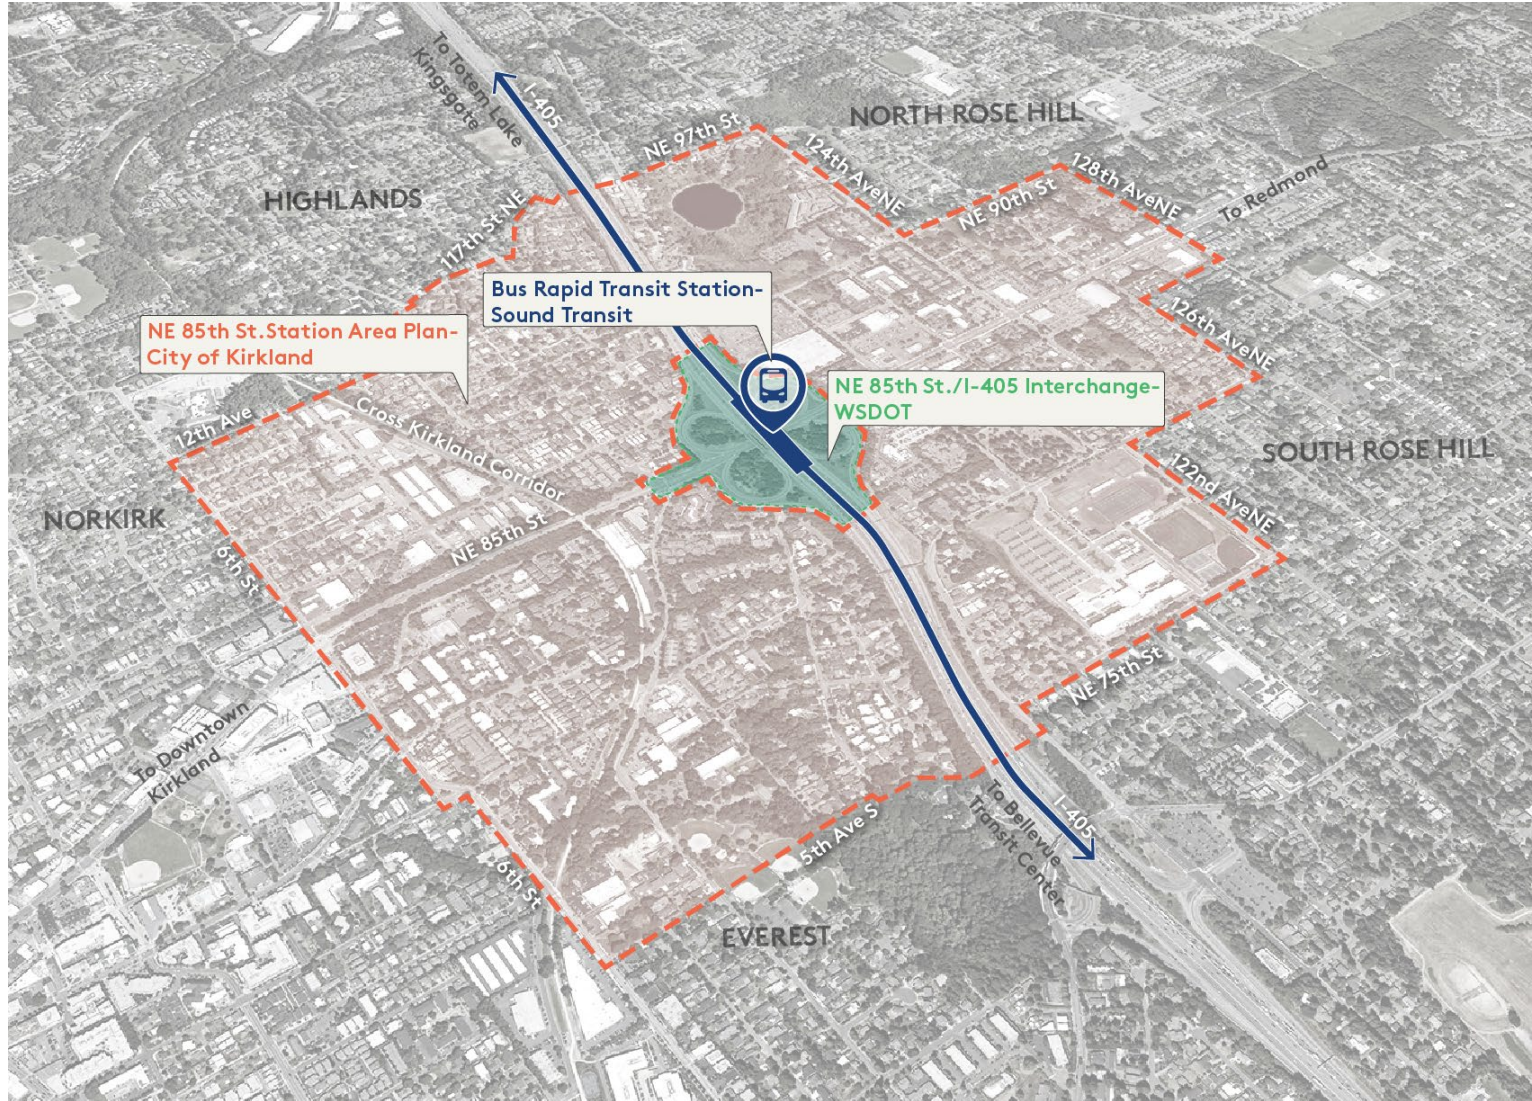 To Totem Lake
Kingsgate
I-405
NORTH ROSE HILL
NE 97th St
124th AveNE
128th AveNE
NE 90th St
To Redmond
HIGHLANDS
117th St NE
Bus Rapid Transit Station-
Sound Transit
NE 85th St.Station Area Plan-
City of Kirkland
126th AveNE
NE 85th St./I-405 Interchange-
WSDOT
12th Ave
Cross Kirkland Corridor
SOUTH ROSE HILL
122nd AveNE
NORKIRK
NE 85th St
6th St
NE 75th St
To Downtown
Kirkland
To Bellevue
Transit Center
I-405
5th Ave S
6th St
EVEREST